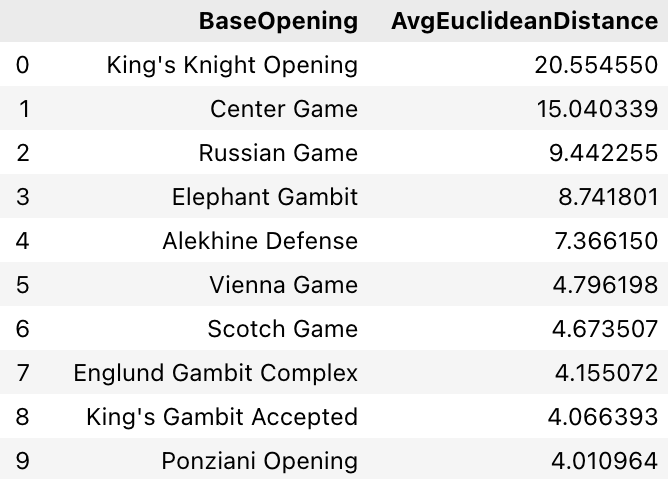 BaseOpening AvgEuclideanDistance
0 King's Knight Opening 20.554550
1 Center Game 15.040339
2 Russian Game 9.442255
3 Elephant Gambit 8.741801
4 Alekhine Defense 7.366150
5 Vienna Game 4.796198
6 Scotch Game 4.673507
7 Englund Gambit Complex 4.155072
8 King's Gambit Accepted 4.066393
9 Ponziani Opening 4.010964